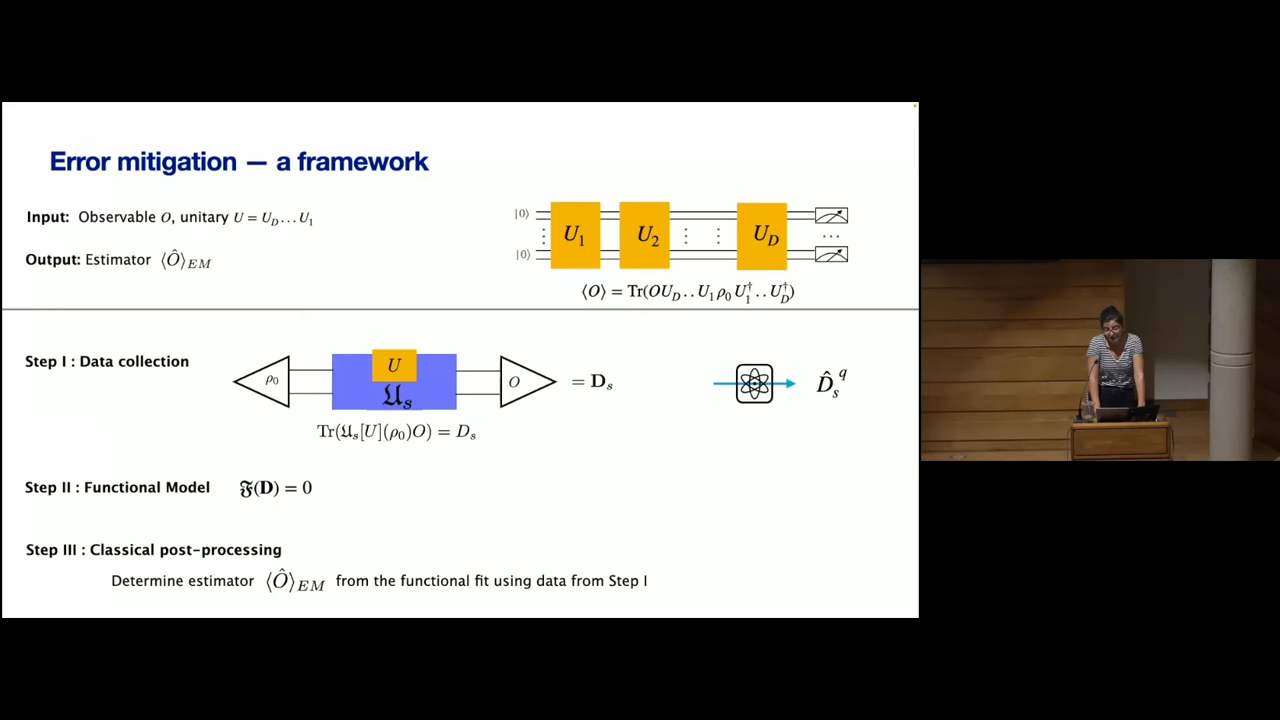 Error mitigation — a framework
Input: Observable O, unitary U = U_D ... U_1
Output: Estimator ⟨Ô⟩_EM
|0⟩
|0⟩
⋮ U_1 U_2 ⋮ ⋮ U_D ...
⟨O⟩ = Tr(OU_D . . U_1 ρ_0 U_1^† . . U_D^†)
Step I : Data collection
ρ_0 U 𝔘_s O = D_s D̂_s^q
Tr(𝔘_s[U](ρ_0)O) = D_s
Step II : Functional Model 𝔉(D) = 0
Step III : Classical post-processing
Determine estimator ⟨Ô⟩_EM from the functional fit using data from Step I